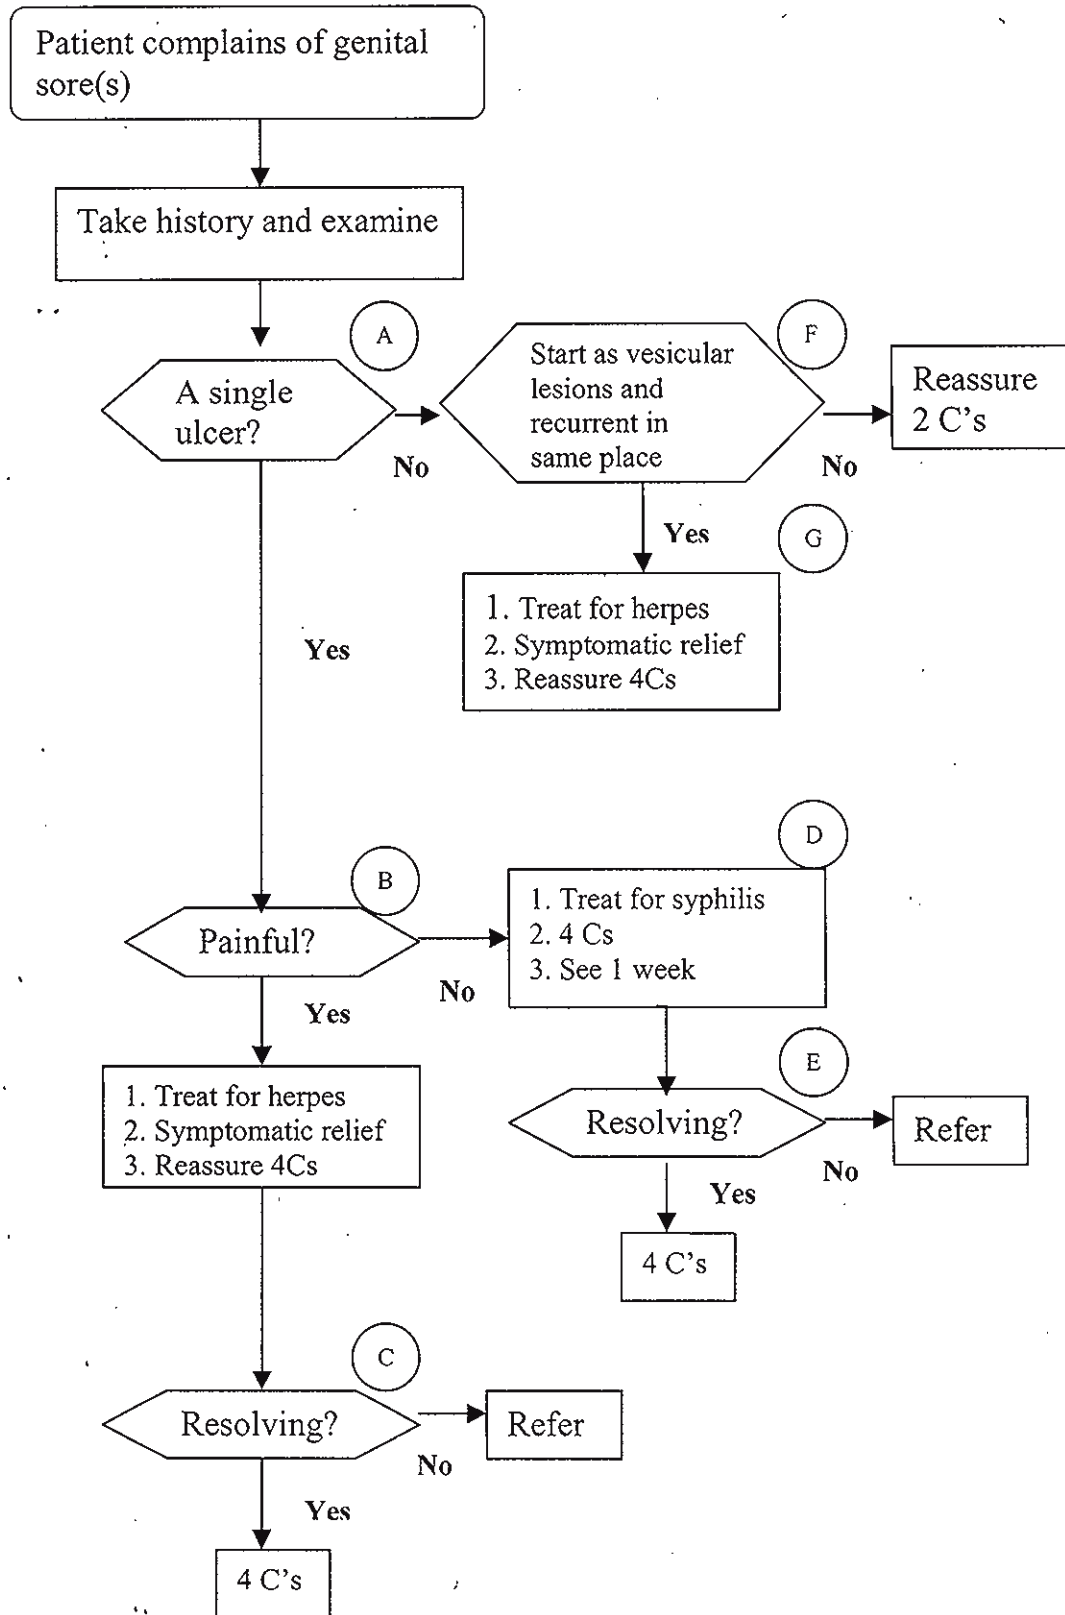 Patient complains of genital
sore(s)
Take history and examine
A
A single
ulcer?
No
Start as vesicular
lesions and
recurrent in
same place
F
No
Reassure
2 C's
Yes
G
1. Treat for herpes
2. Symptomatic relief
3. Reassure 4Cs
Yes
B
Painful?
No
D
1. Treat for syphilis
2. 4 Cs
3. See 1 week
Yes
1. Treat for herpes
2. Symptomatic relief
3. Reassure 4Cs
E
Resolving?
No
Refer
Yes
4 C's
C
Resolving?
No
Refer
Yes
4 C's